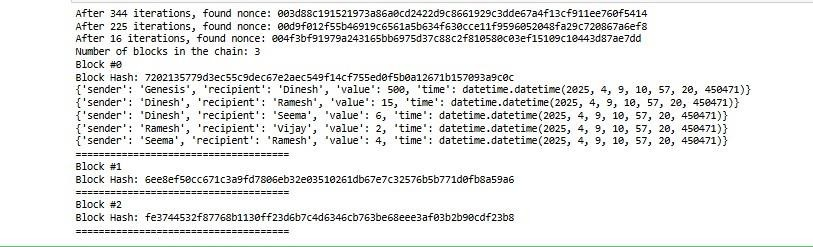 After 344 iterations, found nonce: 003d88c191521973a86a0cd2422d9c8661929c3dde67a4f13cf911ee760f5414
After 225 iterations, found nonce: 00d9f012f55b46919c6561a5b634f630cce11f9596052048fa29c720867a6ef8
After 16 iterations, found nonce: 004f3bf91979a243165bb6975d37c88c2f810580c03ef15109c10443d87ae7dd
Number of blocks in the chain: 3
Block #0
Block Hash: 7202135779d3ec55c9dec67e2aec549f14cf755ed0f5b0a12671b157093a9c0c
{'sender': 'Genesis', 'recipient': 'Dinesh', 'value': 500, 'time': datetime.datetime(2025, 4, 9, 10, 57, 20, 450471)}
{'sender': 'Dinesh', 'recipient': 'Ramesh', 'value': 15, 'time': datetime.datetime(2025, 4, 9, 10, 57, 20, 450471)}
{'sender': 'Dinesh', 'recipient': 'Seema', 'value': 6, 'time': datetime.datetime(2025, 4, 9, 10, 57, 20, 450471)}
{'sender': 'Ramesh', 'recipient': 'Vijay', 'value': 2, 'time': datetime.datetime(2025, 4, 9, 10, 57, 20, 450471)}
{'sender': 'Seema', 'recipient': 'Ramesh', 'value': 4, 'time': datetime.datetime(2025, 4, 9, 10, 57, 20, 450471)}
===================================
Block #1
Block Hash: 6ee8ef50cc671c3a9fd7806eb32e03510261db67e7c32576b5b771d0fb8a59a6
===================================
Block #2
Block Hash: fe3744532f87768b1130ff23d6b7c4d6346cb763be68eee3af03b2b90cdf23b8
===================================